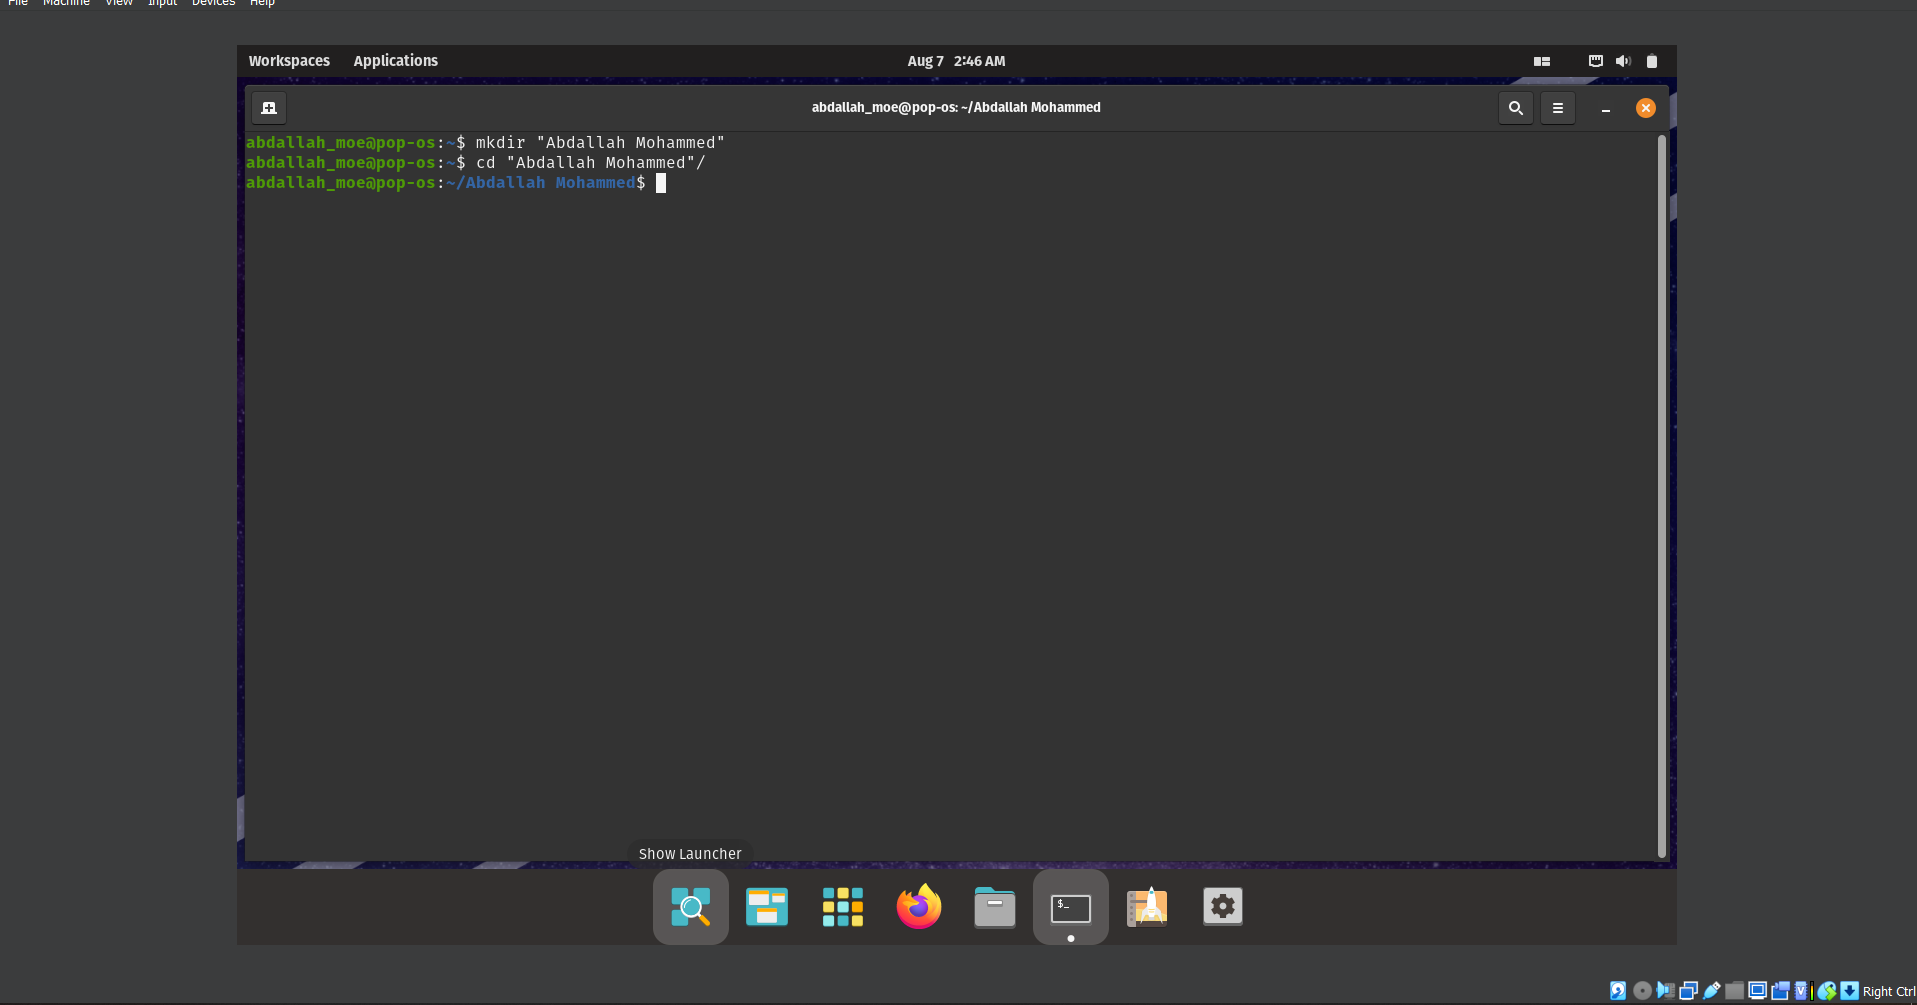 File Machine View Input Devices Help
Workspaces Applications Aug 7 2:46 AM
abdallah_moe@pop-os: ~/Abdallah Mohammed
abdallah_moe@pop-os:~$ mkdir "Abdallah Mohammed"
abdallah_moe@pop-os:~$ cd "Abdallah Mohammed"/
abdallah_moe@pop-os:~/Abdallah Mohammed$
Show Launcher
$_
Right Ctrl